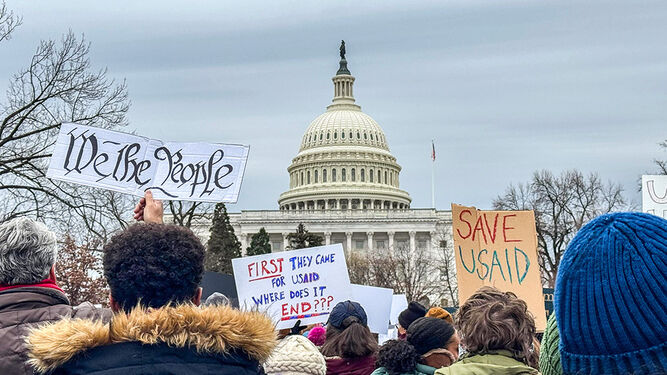 We the People
FIRST THEY CAME
FOR USAID
WHERE DOES IT
END???
SAVE
USAID